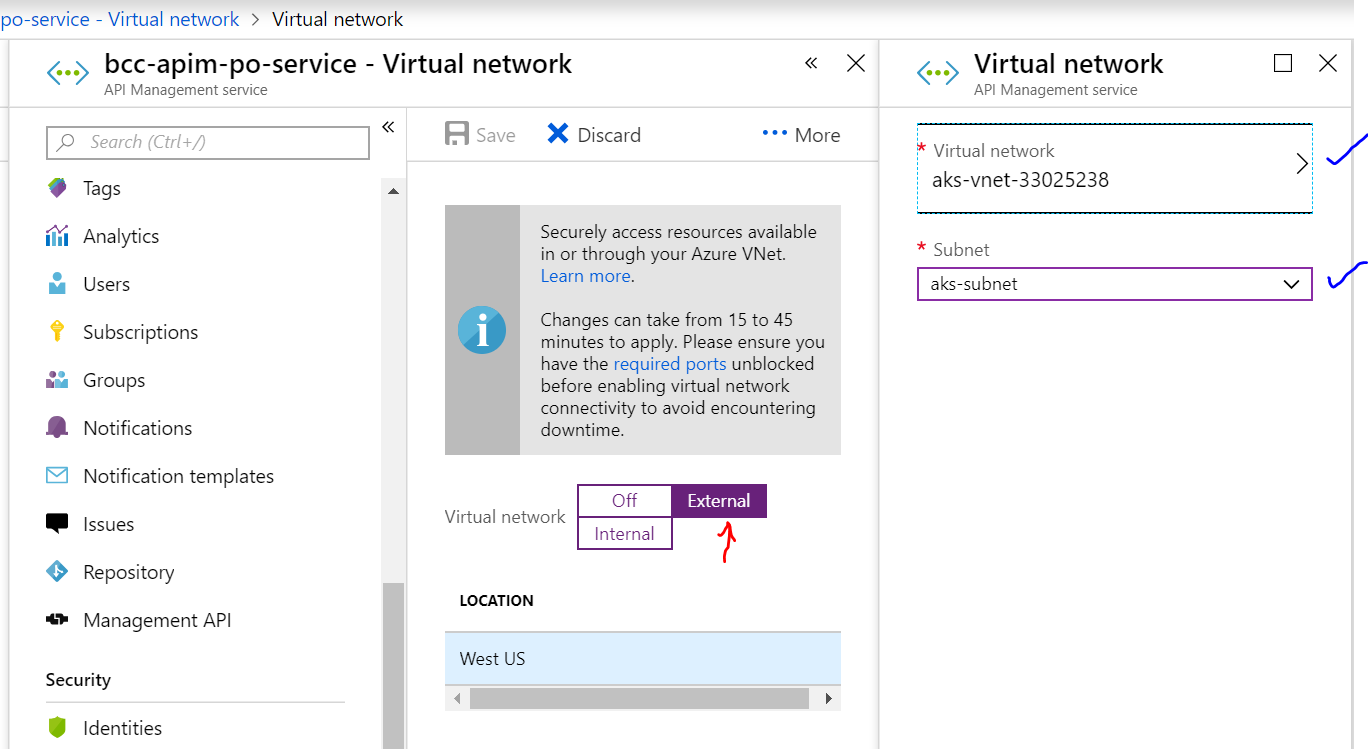 po-service - Virtual network > Virtual network
bcc-apim-po-service - Virtual network
API Management service
Search (Ctrl+/)
Tags
Analytics
Users
Subscriptions
Groups
Notifications
Notification templates
Issues
Repository
Management API
Security
Identities
Save
Discard
More
Securely access resources available
in or through your Azure VNet.
Learn more.
Changes can take from 15 to 45
minutes to apply. Please ensure you
have the required ports unblocked
before enabling virtual network
connectivity to avoid encountering
downtime.
Virtual network
Off
External
Internal
LOCATION
West US
Virtual network
API Management service
* Virtual network
aks-vnet-33025238
* Subnet
aks-subnet